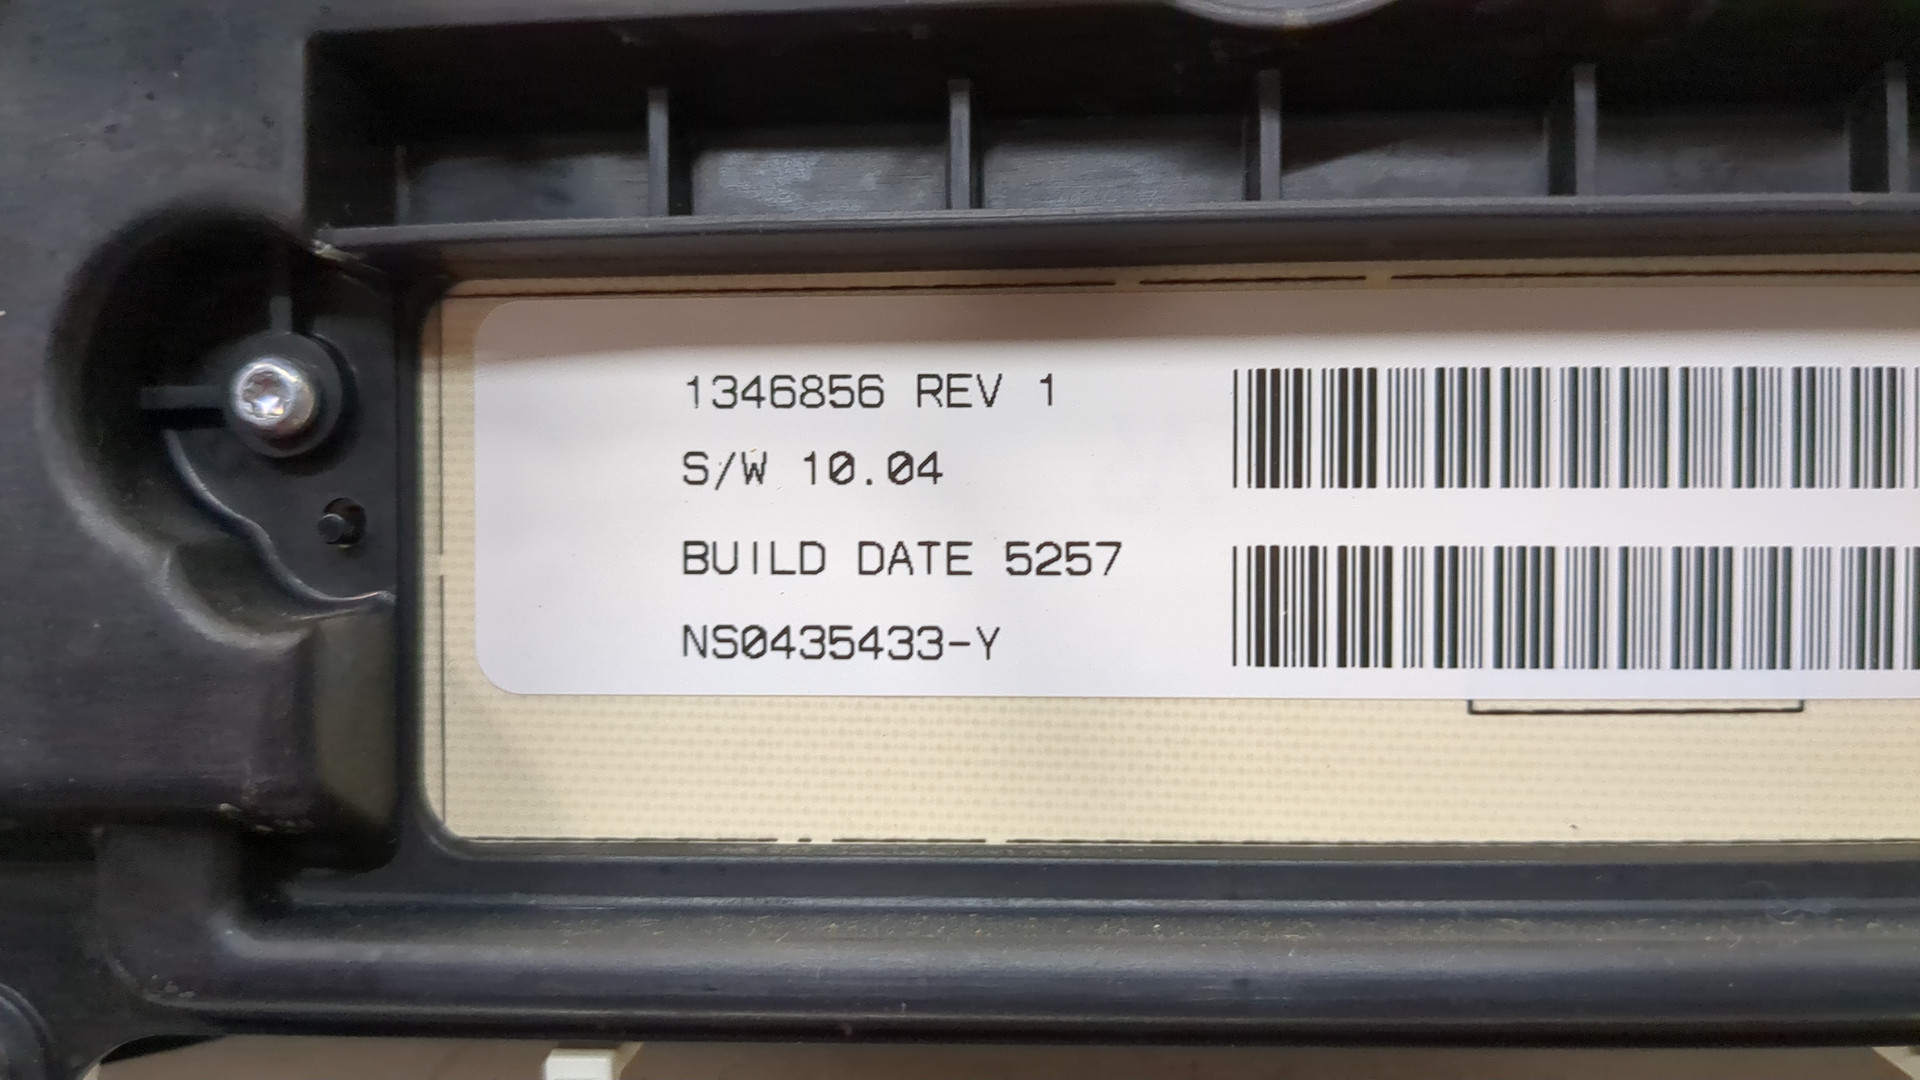 1346856 REV 1
S/W 10.04
BUILD DATE 5257
NS0435433-Y